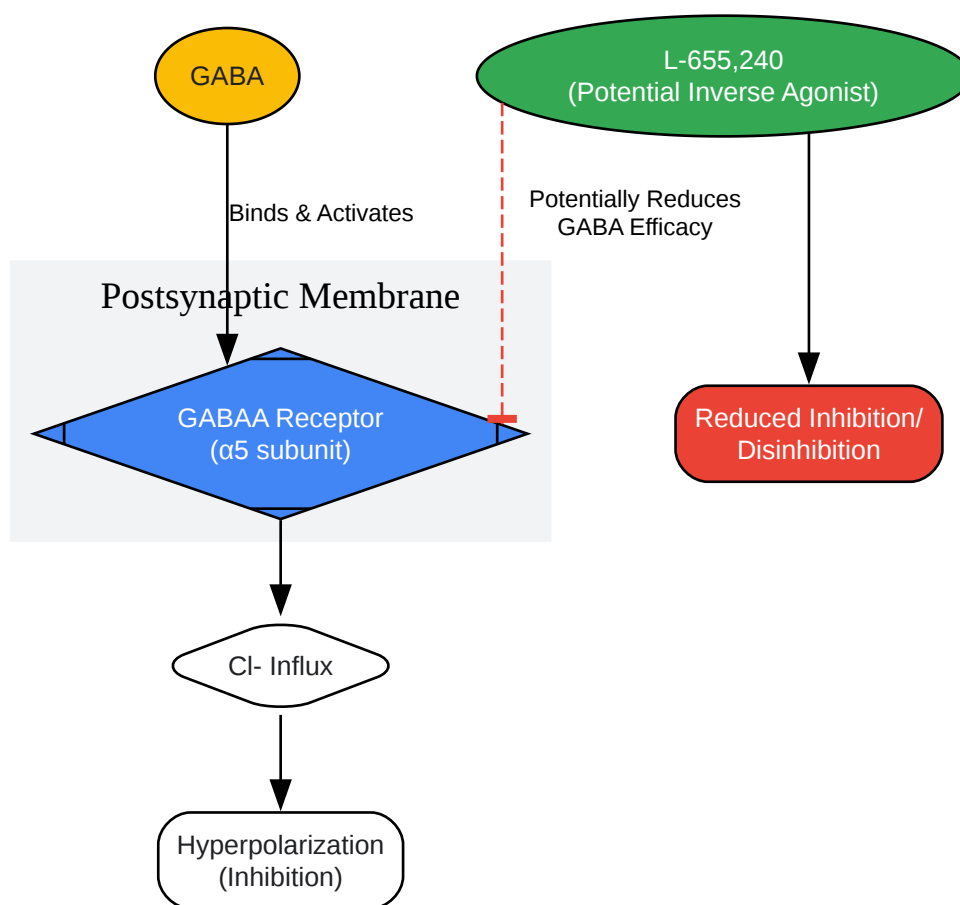 GABA
L-655,240
(Potential Inverse Agonist)
Binds & Activates
Potentially Reduces
GABA Efficacy
Postsynaptic Membrane
GABAA Receptor
(α5 subunit)
Reduced Inhibition/
Disinhibition
Cl- Influx
Hyperpolarization
(Inhibition)